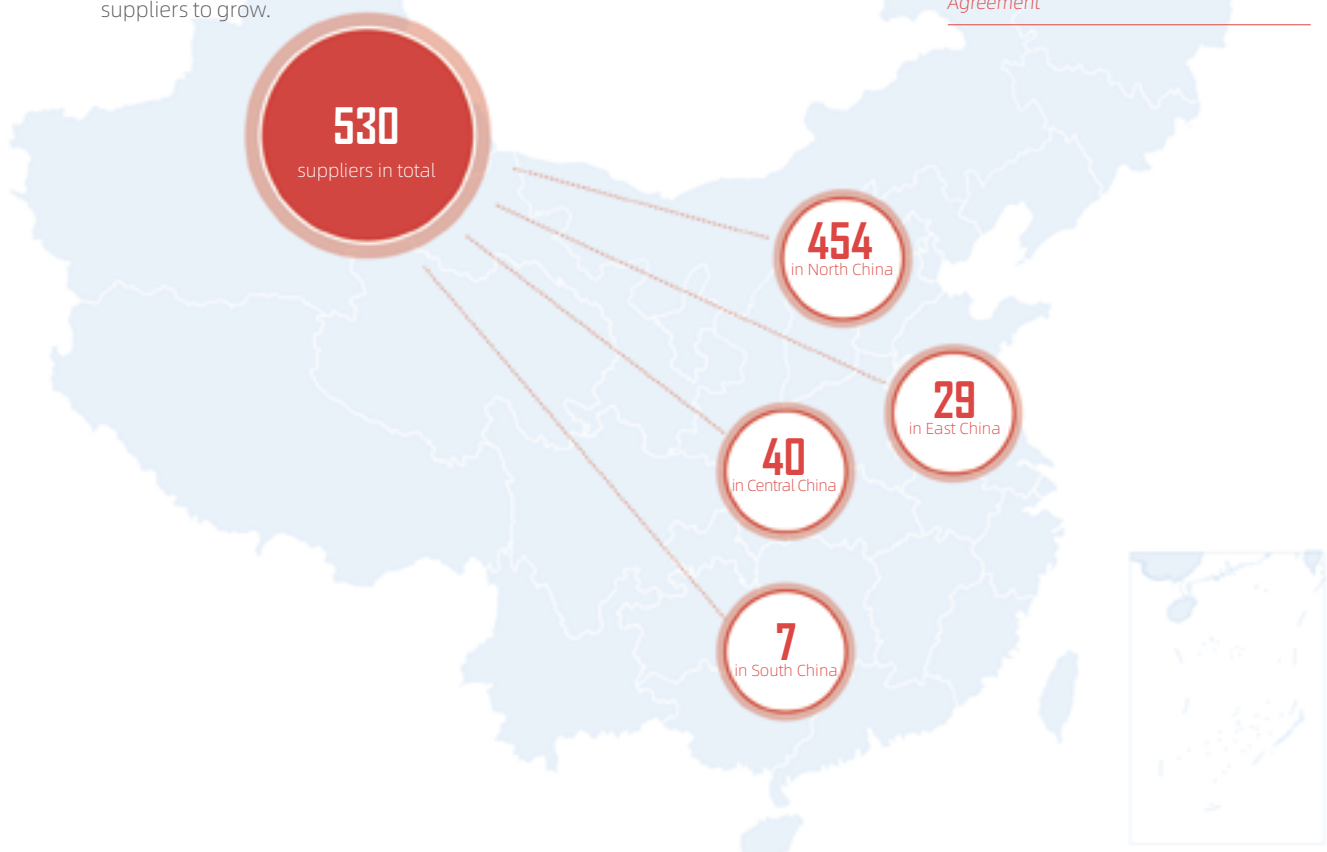 suppliers to grow.
Agreement
530
suppliers in total
454
in North China
29
in East China
40
in Central China
7
in South China